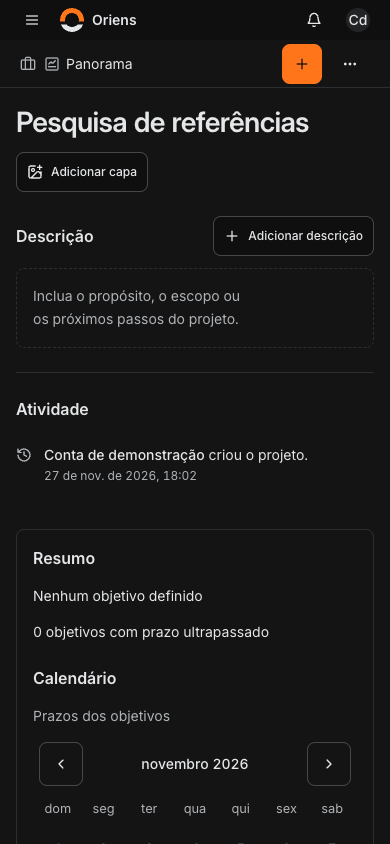 Oriens
Cd
Panorama
Pesquisa de referências
Adicionar capa
Descrição
Adicionar descrição
Inclua o propósito, o escopo ou
os próximos passos do projeto.
Atividade
Conta de demonstração criou o projeto.
27 de nov. de 2026, 18:02
Resumo
Nenhum objetivo definido
0 objetivos com prazo ultrapassado
Calendário
Prazos dos objetivos
novembro 2026
dom seg ter qua qui sex sab